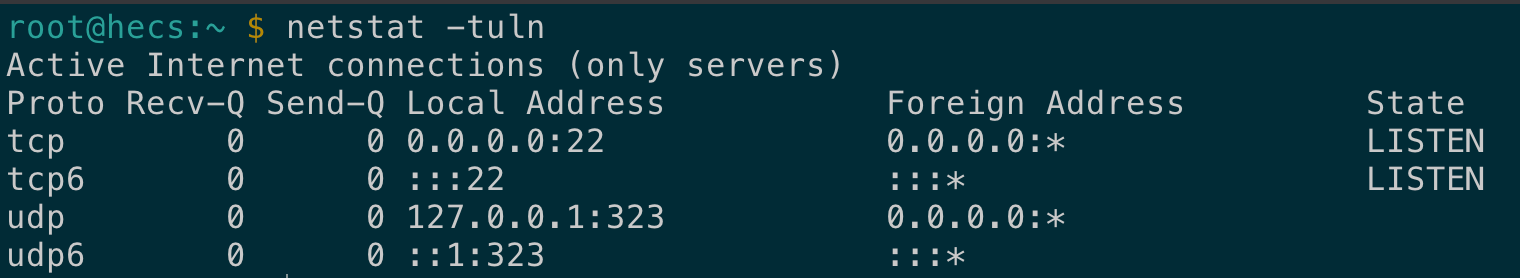 root@hecs:~ $ netstat -tuln
Active Internet connections (only servers)
Proto Recv-Q Send-Q Local Address           Foreign Address         State
tcp        0      0 0.0.0.0:22              0.0.0.0:*               LISTEN
tcp6       0      0 :::22                   :::*                    LISTEN
udp        0      0 127.0.0.1:323           0.0.0.0:*
udp6       0      0 ::1:323                 :::*